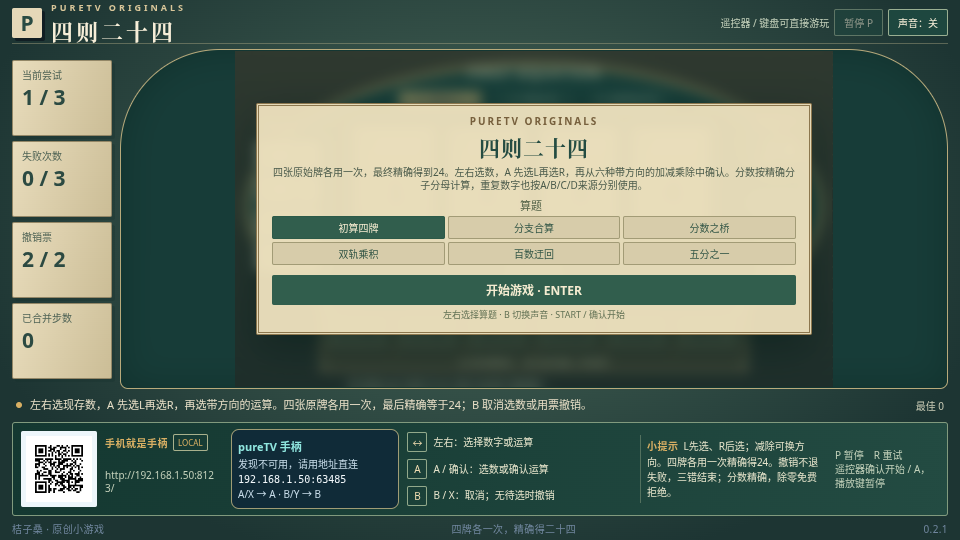 P
PURETV ORIGINALS
四则二十四
遥控器 / 键盘可直接游玩
暂停 P
声音：关
当前尝试
1 / 3
失败次数
0 / 3
撤销票
2 / 2
已合并步数
0
PURETV ORIGINALS
四则二十四
四张原始牌各用一次，最终精确得到24。左右选数，A 先选L再选R，再从六种带方向的加减乘除中确认。分数按精确分
子分母计算，重复数字也按A/B/C/D来源分别使用。
算题
初算四牌
分支合算
分数之桥
双轨乘积
百数迂回
五分之一
开始游戏 · ENTER
左右选择算题 · B 切换声音 · START / 确认开始
左右选现存数，A 先选L再选R，再选带方向的运算。四张原牌各用一次，最后精确等于24；B 取消选数或用票撤销。
最佳 0
手机就是手柄
LOCAL
http://192.168.1.50:812
3/
pureTV 手柄
发现不可用，请用地址直连
192.168.1.50:63485
A/X → A · B/Y → B
↔
左右：选择数字或运算
A
A / 确认：选数或确认运算
B
B / X：取消；无待选时撤销
小提示 L先选、R后选；减除可换方
向。四牌各用一次精确得24。撤销不退
失败，三错结束；分数精确，除零免费
拒绝。
P 暂停 R 重试
遥控器确认开始 / A，
播放键暂停
桔子桑 · 原创小游戏
四牌各一次，精确得二十四
0.2.1